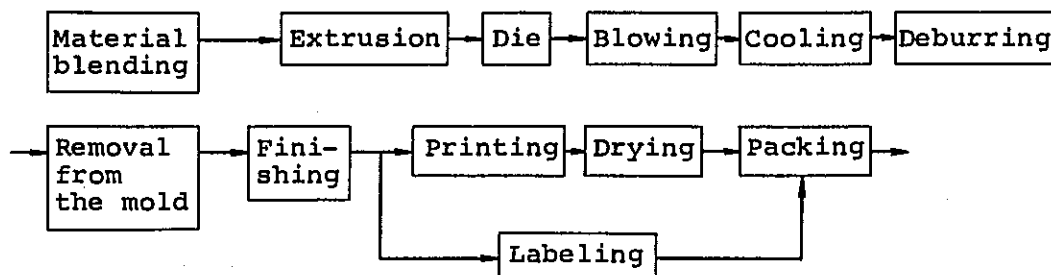 Material
blending
Extrusion
Die
Blowing
Cooling
Deburring
Removal
from
the mold
Fini-
shing
Printing
Drying
Packing
Labeling